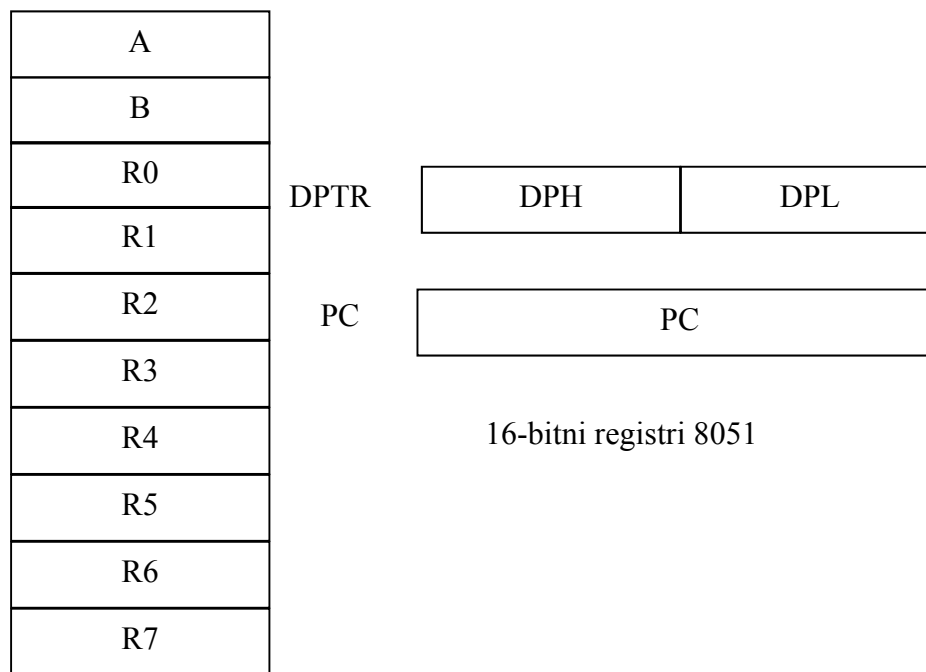 A
B
R0
R1
R2
R3
R4
R5
R6
R7
DPTR
DPH
DPL
PC
PC
16-bitni registri 8051